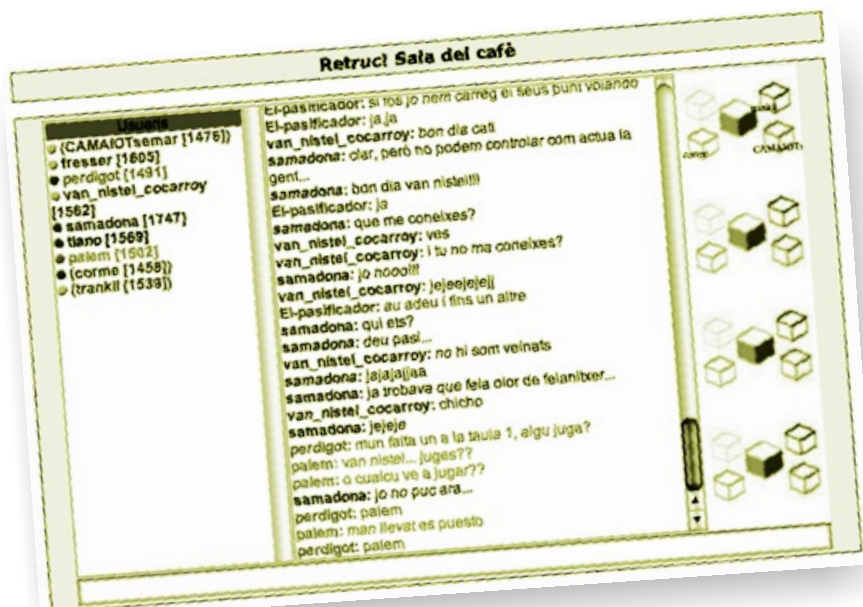 Retruc! Sala del cafè
Usuaris
(CAMAIOTsemar [1476])
fresser [1605]
perdigot [1491]
van_nistel_cocarroy
[1562]
samadona [1747]
tiano [1569]
palem [1502]
(corme [1458])
(trankil [1539])
El-pasificador: si fos jo nem carreg el seus punt volando
El-pasificador: ja,ja
van_nistel_cocarroy: bon dia cati
samadona: clar, però no podem controlar com actua la
gent...
samadona: bon dia van nistel!!!
El-pasificador: ja
samadona: que me coneixes?
van_nistel_cocarroy: ves
van_nistel_cocarroy: i tu no ma coneixes?
samadona: jo nooo!!!
van_nistel_cocarroy: jejeejejejj
El-pasificador: au adeu i fins un altre
samadona: qui ets?
samadona: deu pasi...
van_nistel_cocarroy: no hi som veinats
samadona: jajajajjaa
samadona: ja trobava que feia olor de felanitxer...
van_nistel_cocarroy: chicho
samadona: jejeje
perdigot: mun falta un a la taula 1, algu juga?
palem: van nistel... juges??
palem: o cualcu ve a jugar??
samadona: jo no puc ara...
perdigot: palem
palem: man llevat es puesto
perdigot: palem